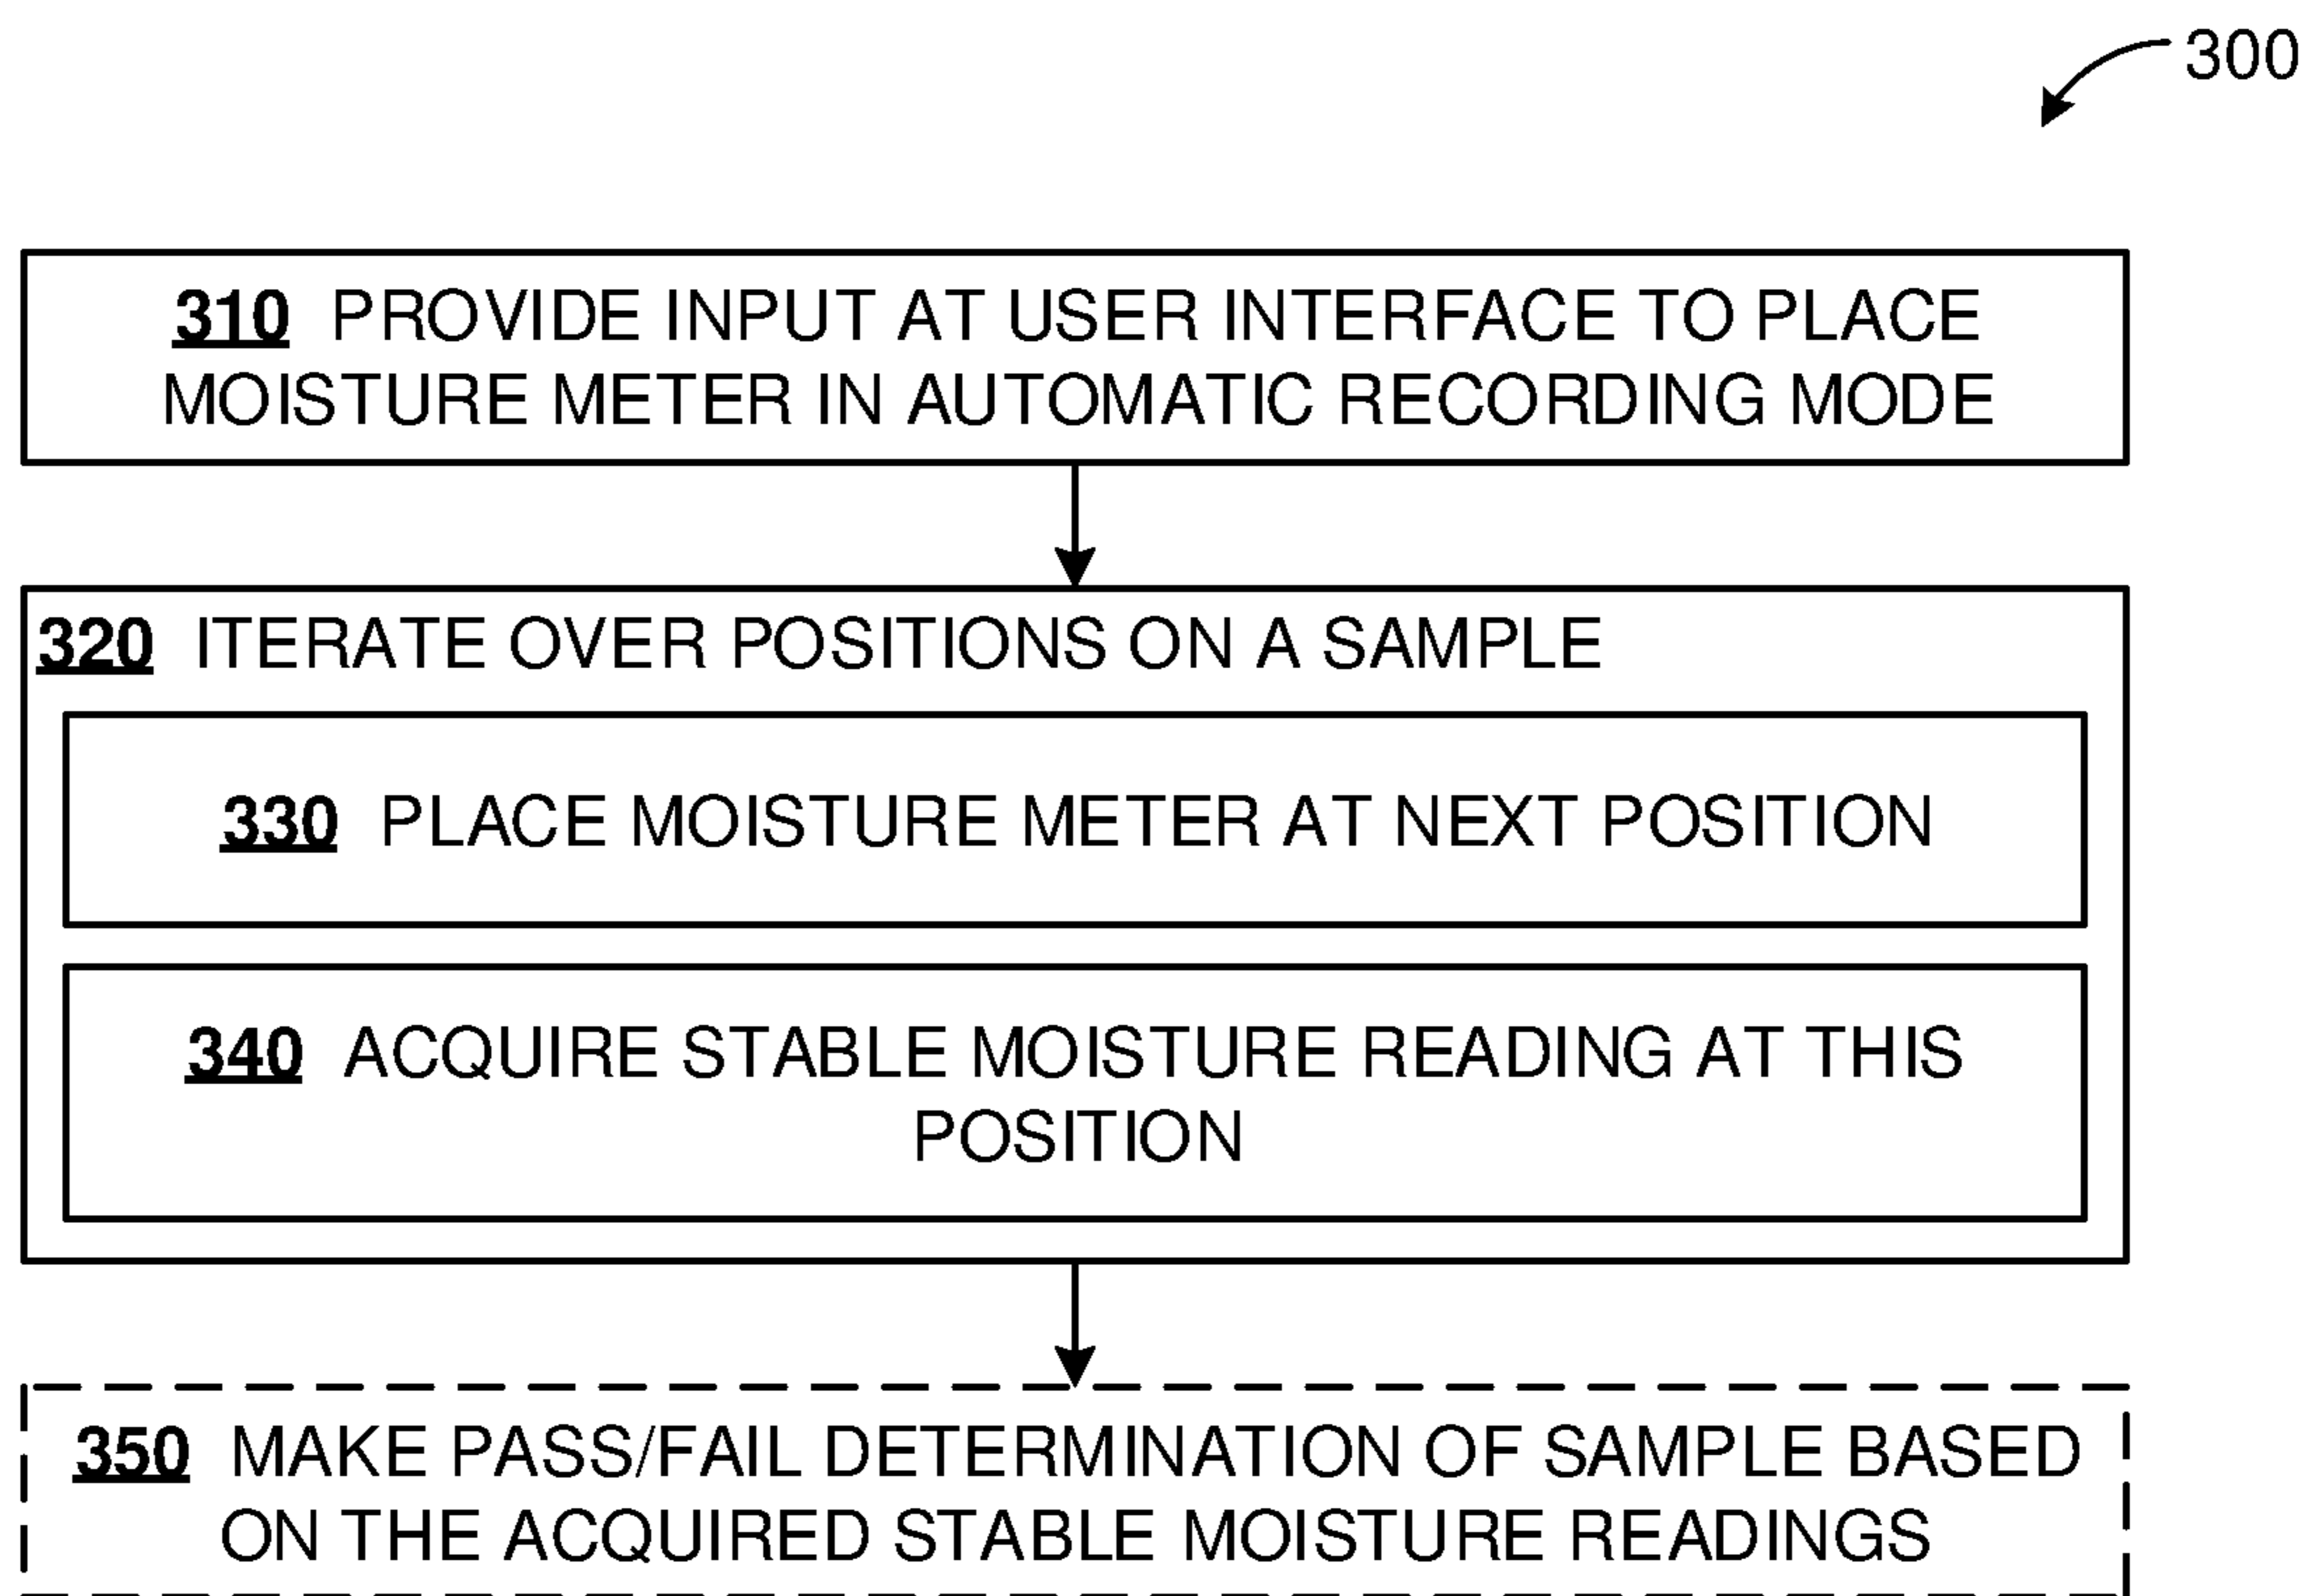 300
310 PROVIDE INPUT AT USER INTERFACE TO PLACE
MOISTURE METER IN AUTOMATIC RECORDING MODE
320 ITERATE OVER POSITIONS ON A SAMPLE
330 PLACE MOISTURE METER AT NEXT POSITION
340 ACQUIRE STABLE MOISTURE READING AT THIS
POSITION
350 MAKE PASS/FAIL DETERMINATION OF SAMPLE BASED
ON THE ACQUIRED STABLE MOISTURE READINGS